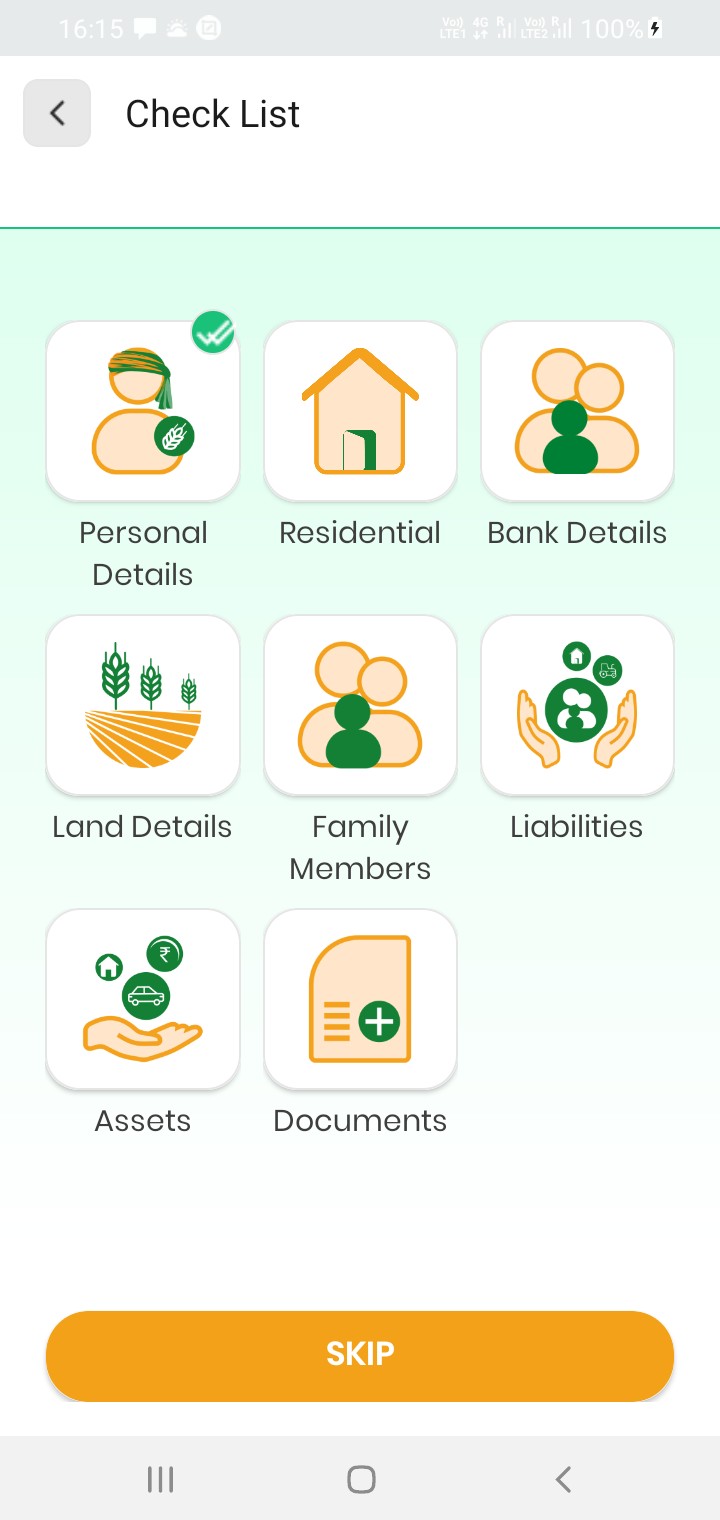 16:15 Vo) LTE1 4G R Vo) LTE2 R 100%
Check List
Personal Details
Residential
Bank Details
Land Details
Family Members
Liabilities
₹
Assets
Documents
SKIP